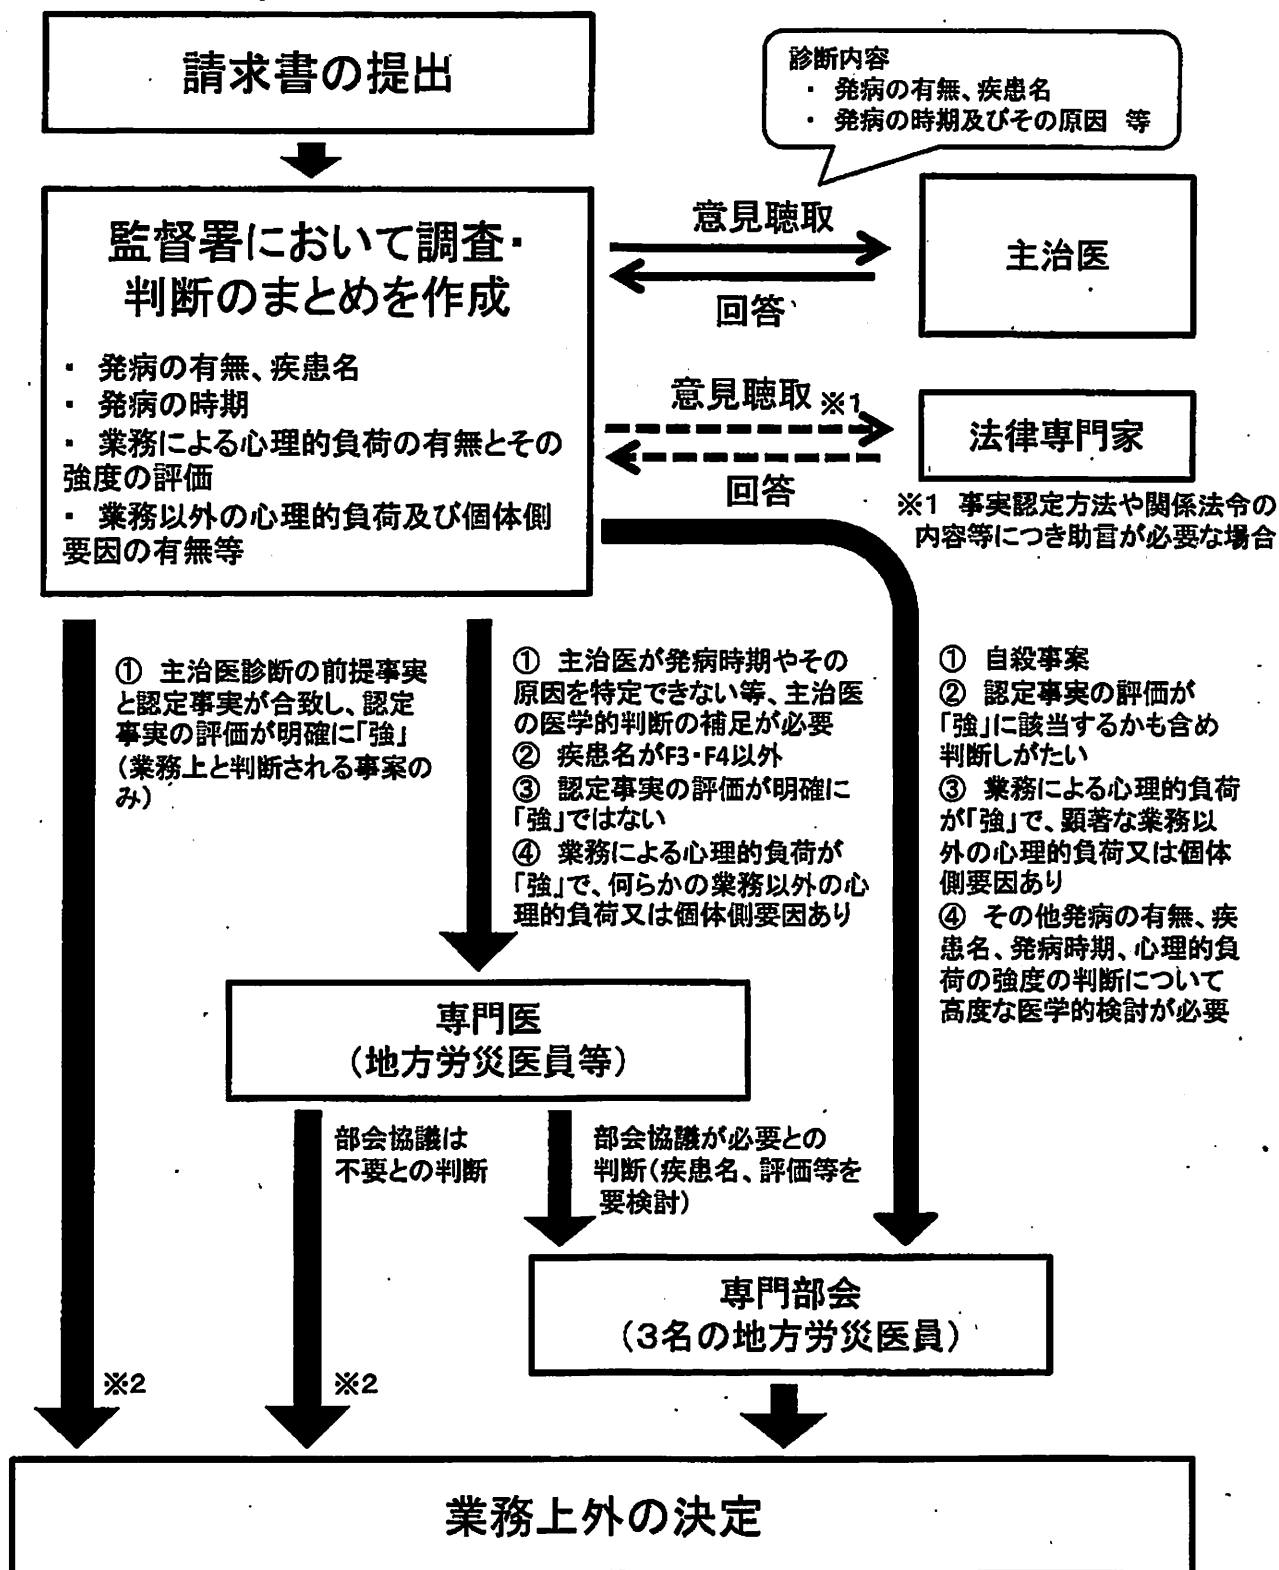 請求書の提出
診断内容
・ 発病の有無、疾患名
・ 発病の時期及びその原因 等
監督署において調査・
判断のまとめを作成
・ 発病の有無、疾患名
・ 発病の時期
・ 業務による心理的負荷の有無とその
強度の評価
・ 業務以外の心理的負荷及び個体側
要因の有無等
意見聴取
回答
主治医
意見聴取※1
回答
法律専門家
※1 事実認定方法や関係法令の
内容等につき助言が必要な場合
① 主治医診断の前提事実
と認定事実が合致し、認定
事実の評価が明確に「強」
(業務上と判断される事案の
み)
① 主治医が発病時期やその
原因を特定できない等、主治医
の医学的判断の補足が必要
② 疾患名がF3・F4以外
③ 認定事実の評価が明確に
「強」ではない
④ 業務による心理的負荷が
「強」で、何らかの業務以外の心
理的負荷又は個体側要因あり
① 自殺事案
② 認定事実の評価が
「強」に該当するかも含め
判断しがたい
③ 業務による心理的負荷
が「強」で、顕著な業務以
外の心理的負荷又は個体
側要因あり
④ その他発病の有無、疾
患名、発病時期、心理的負
荷の強度の判断について
高度な医学的検討が必要
専門医
(地方労災医員等)
部会協議は
不要との判断
部会協議が必要との
判断(疾患名、評価等を
要検討)
専門部会
(3名の地方労災医員)
※2
※2
業務上外の決定